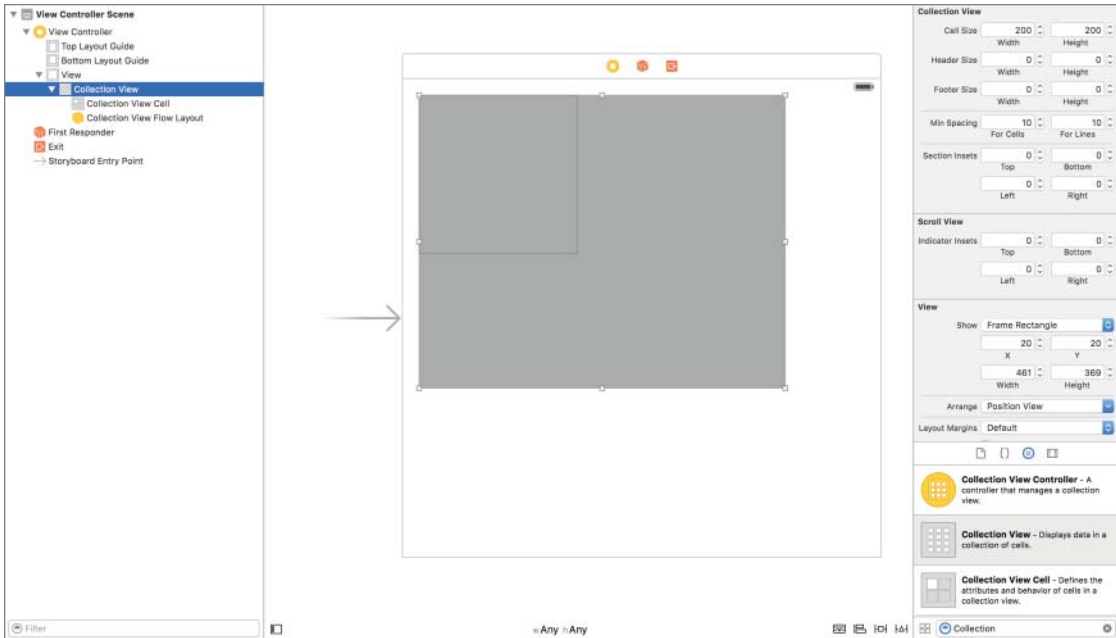 View Controller Scene
View Controller
Top Layout Guide
Bottom Layout Guide
View
Collection View
Collection View Cell
Collection View Flow Layout
First Responder
Exit
Storyboard Entry Point
Filter
wAny hAny
Collection View
Cell Size 200 200
Width Height
Header Size 0 0
Width Height
Footer Size 0 0
Width Height
Min Spacing 10 10
For Cells For Lines
Section Insets 0 0
Top Bottom
0 0
Left Right
Scroll View
Indicator Insets 0 0
Top Bottom
0 0
Left Right
View
Show Frame Rectangle
20 20
X Y
461 369
Width Height
Arrange Position View
Layout Margins Default
Collection View Controller - A
controller that manages a collection
view.
Collection View - Displays data in a
collection of cells.
Collection View Cell - Defines the
attributes and behavior of cells in a
collection view.
Collection